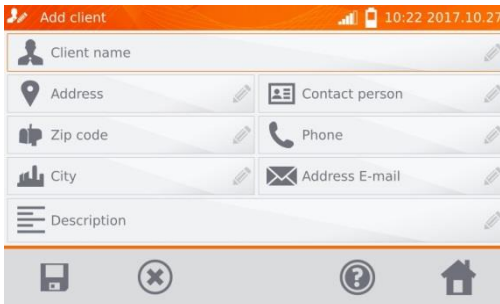 Add client 10:22 2017.10.27
Client name
Address Contact person
Zip code Phone
City Address E-mail
Description